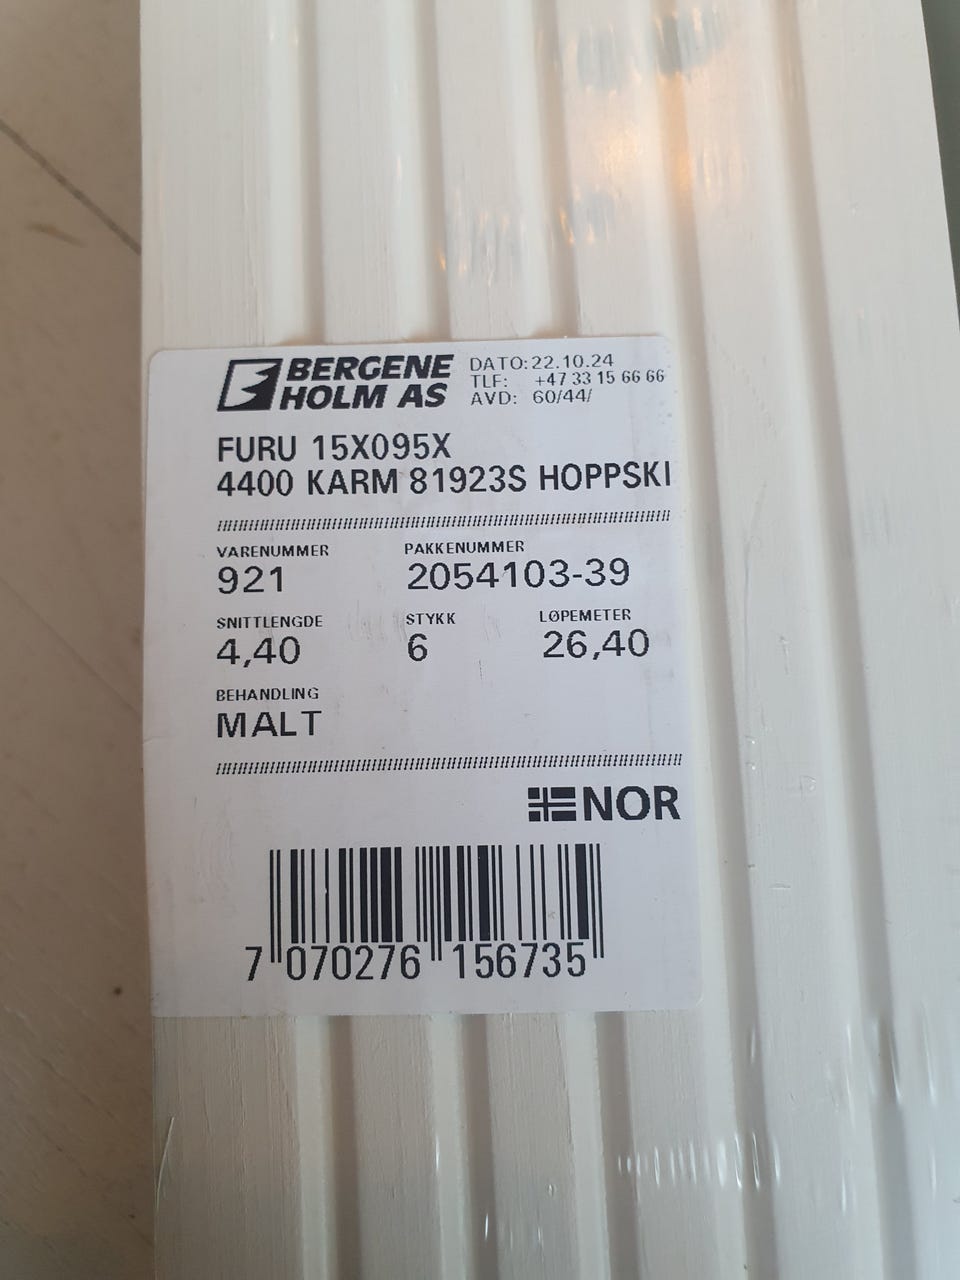 BERGENE
HOLM AS
DATO: 22.10.24
TLF: +47 33 15 66 66
AVD: 60/44/
FURU 15X095X
4400 KARM 81923S HOPPSKI
VARENUMMER PAKKENUMMER
921 2054103-39
SNITTLENGDE STYKK LØPEMETER
4,40 6 26,40
BEHANDLING
MALT
NOR
7 070276 156735